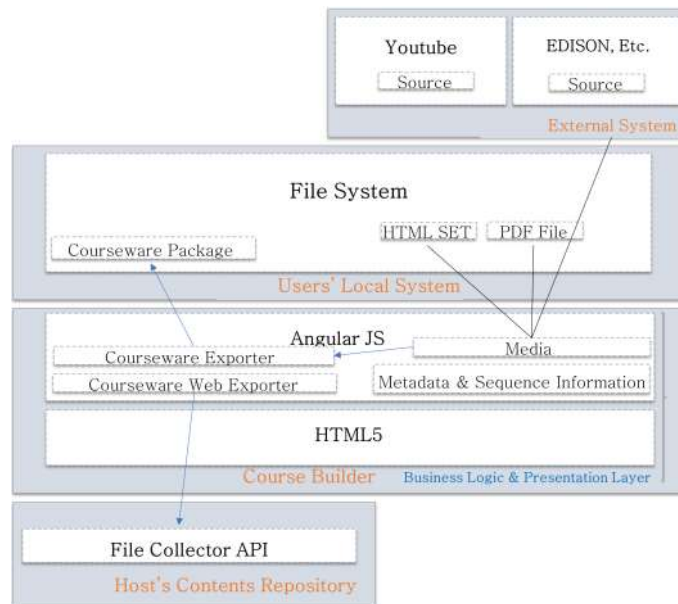 Youtube
Source
EDISON, Etc.
Source
External System
File System
Courseware Package
HTML SET
PDF File
Users' Local System
Angular JS
Courseware Exporter
Media
Courseware Web Exporter
Metadata & Sequence Information
HTML5
Course Builder
Business Logic & Presentation Layer
File Collector API
Host's Contents Repository